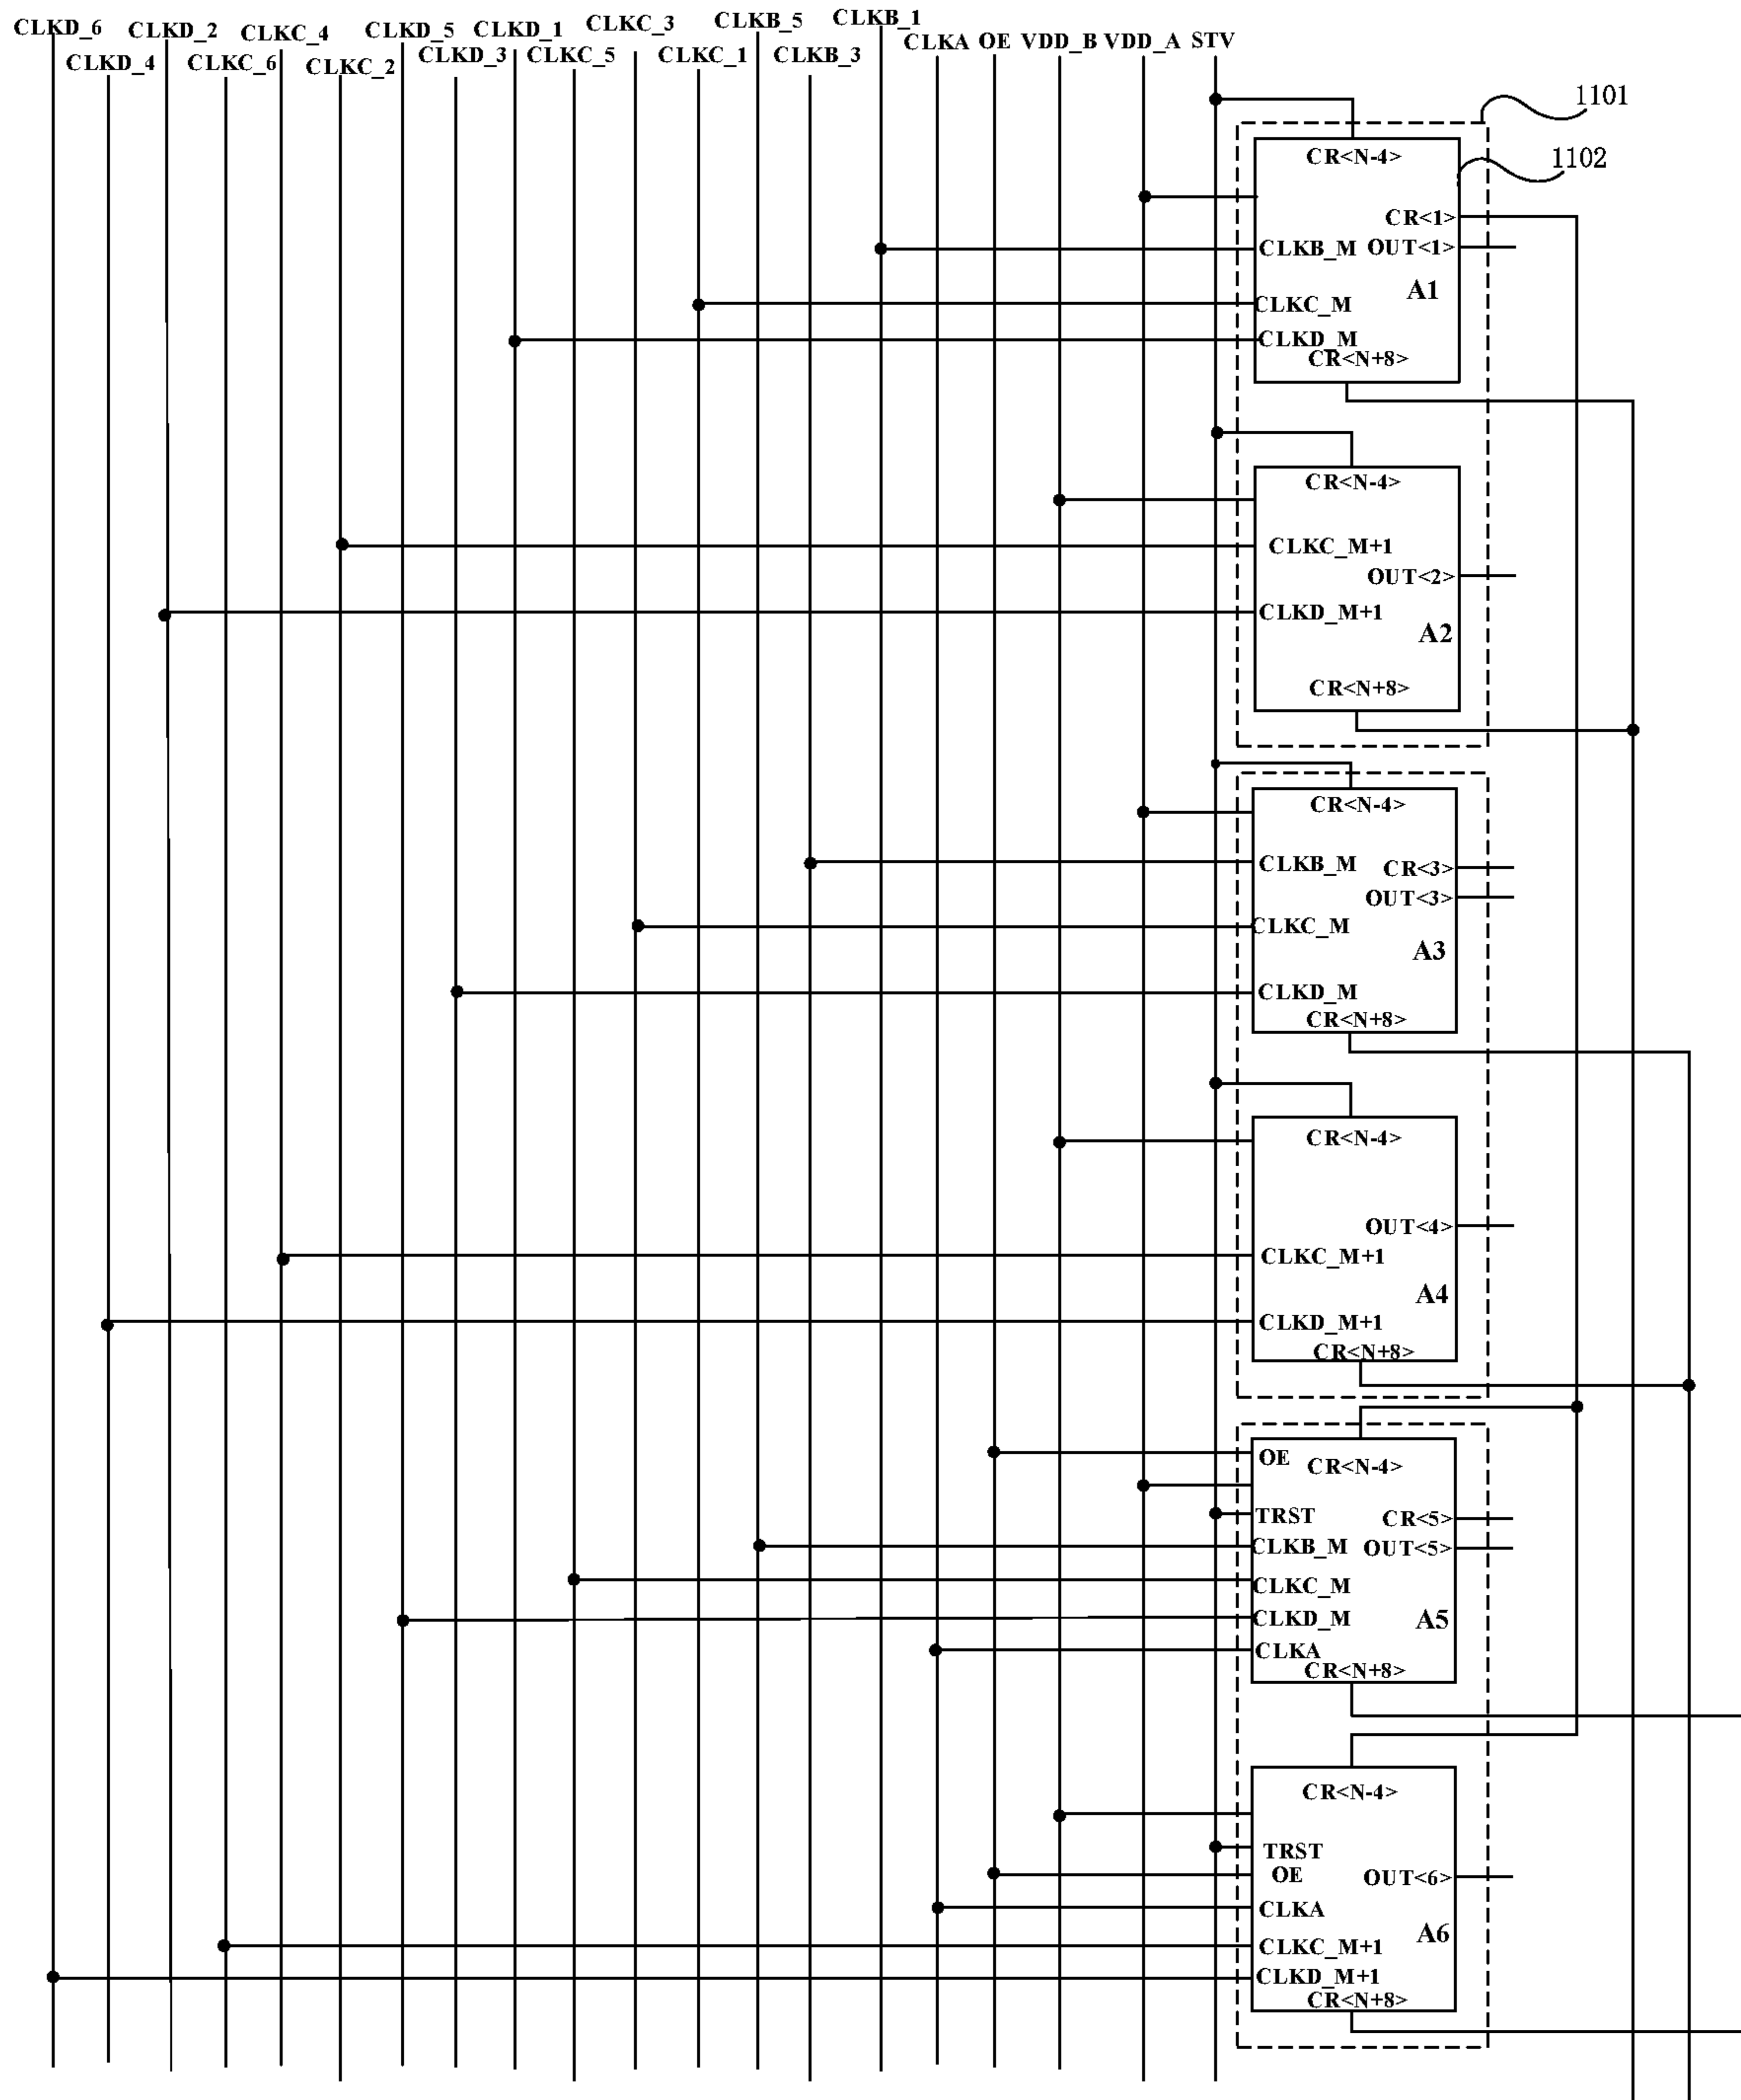 CLKD_6
CLKD_2
CLKC_4
CLKD_5
CLKD_1
CLKC_3
CLKB_5
CLKB_1
CLKD_4
CLKC_6
CLKC_2
CLKD_3
CLKC_5
CLKC_1
CLKB_3
CLKA
OE
VDD_B
VDD_A
STV
1101
1102
CR<N-4>
CR<1>
CLKB_M
OUT<1>
A1
CLKC_M
CLKD_M
CR<N+8>
CR<N-4>
CLKC_M+1
OUT<2>
CLKD_M+1
A2
CR<N+8>
CR<N-4>
CLKB_M
CR<3>
OUT<3>
CLKC_M
A3
CLKD_M
CR<N+8>
CR<N-4>
OUT<4>
CLKC_M+1
A4
CLKD_M+1
CR<N+8>
OE
CR<N-4>
TRST
CR<5>
CLKB_M
OUT<5>
CLKC_M
CLKD_M
A5
CLKA
CR<N+8>
CR<N-4>
TRST
OE
OUT<6>
CLKA
A6
CLKC_M+1
CLKD_M+1
CR<N+8>